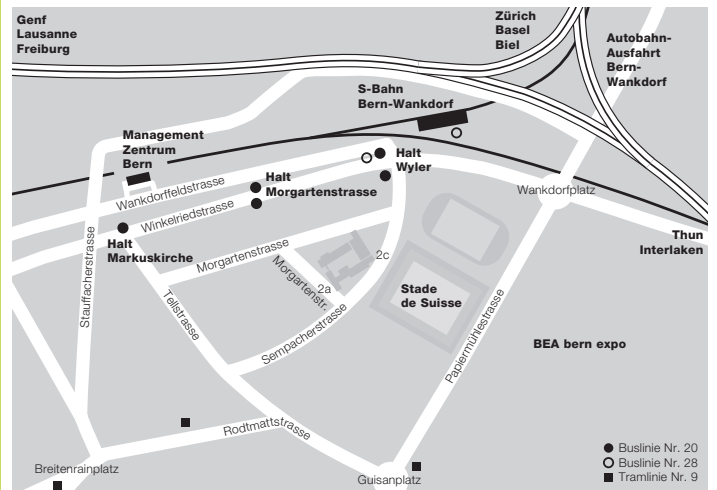 Genf
Lausanne
Freiburg
Zürich
Basel
Biel
Autobahn-
Ausfahrt
Bern-
Wankdorf
S-Bahn
Bern-Wankdorf
Management
Zentrum
Bern
Halt
Wyler
Halt
Morgartenstrasse
Wankdorffeldstrasse
Winkelriedstrasse
Wankdorfplatz
Halt
Markuskirche
Thun
Interlaken
Stauffacherstrasse
Morgartenstrasse
2c
Morgartenstr.
2a
Stade
de Suisse
Tellstrasse
Sempacherstrasse
Papiermühlestrasse
BEA bern expo
Rodtmattstrasse
Breitenrainplatz
Guisanplatz
Buslinie Nr. 20
Buslinie Nr. 28
Tramlinie Nr. 9